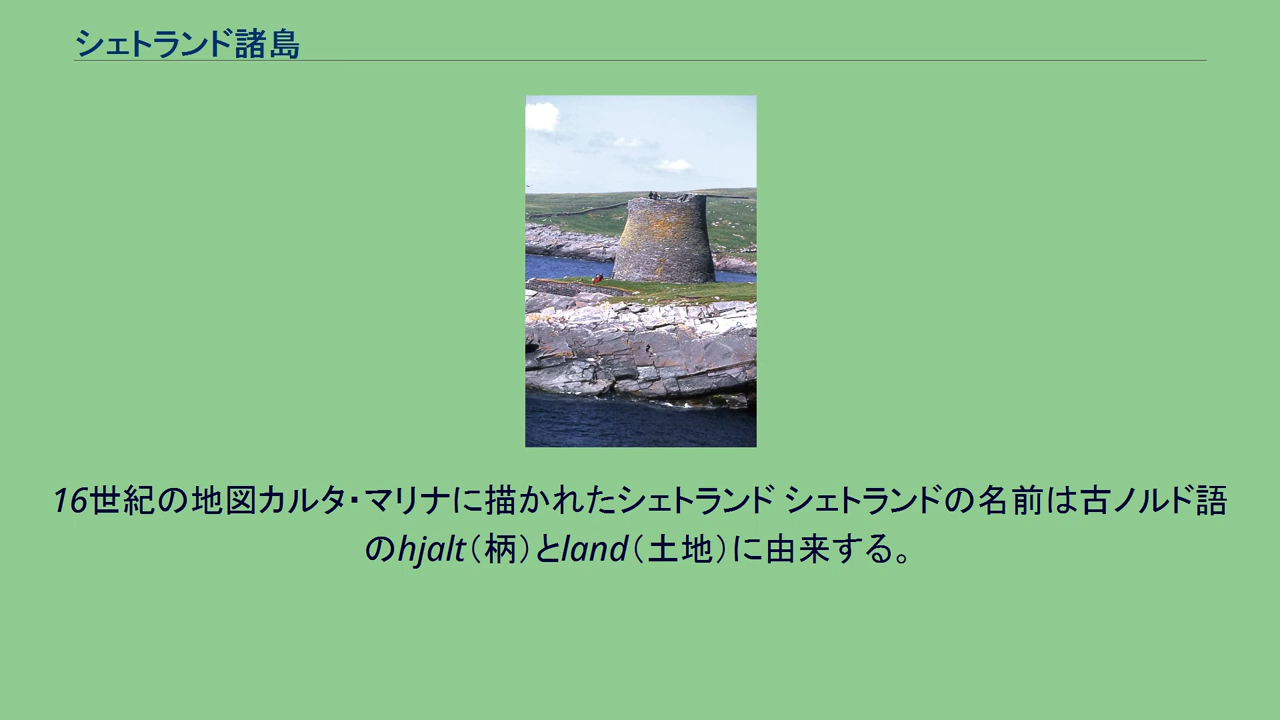 シェトランド諸島
16世紀の地図カルタ・マリナに描かれたシェトランド シェトランドの名前は古ノルド語
のhjalt（柄）とland（土地）に由来する。